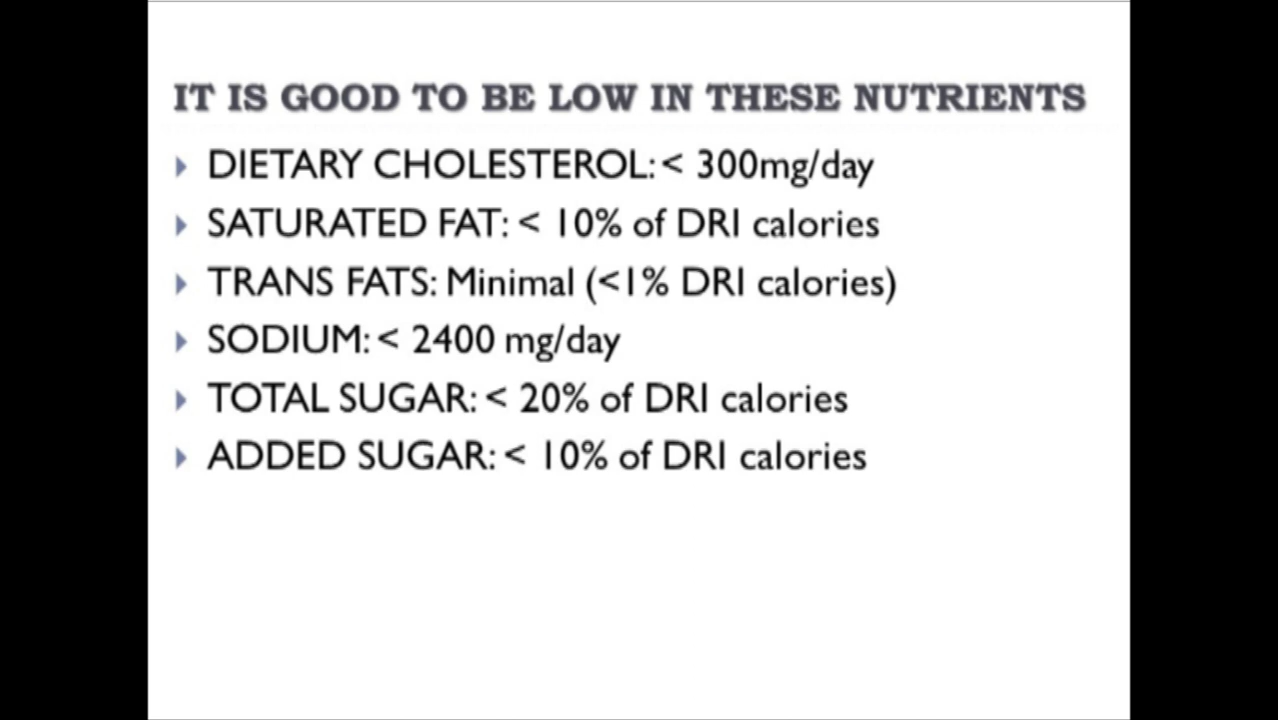 IT IS GOOD TO BE LOW IN THESE NUTRIENTS
DIETARY CHOLESTEROL: < 300mg/day
SATURATED FAT: < 10% of DRI calories
TRANS FATS: Minimal (<1% DRI calories)
SODIUM: < 2400 mg/day
TOTAL SUGAR: < 20% of DRI calories
ADDED SUGAR: < 10% of DRI calories